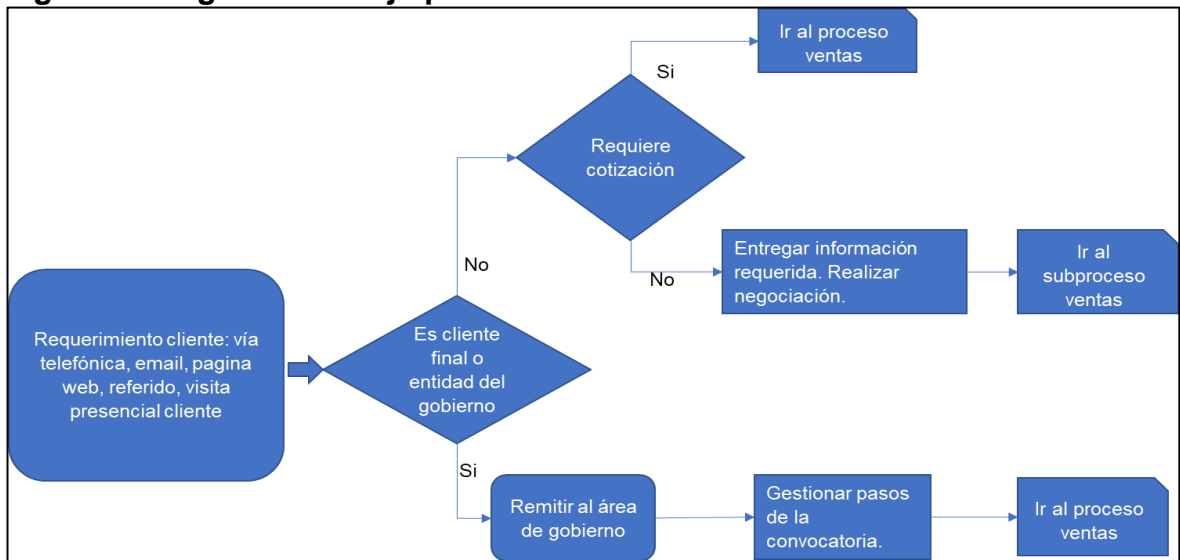 Ir al proceso
ventas
Si
Requiere
cotización
No
Entregar información
requerida. Realizar
negociación.
Ir al
subproceso
ventas
No
Requerimiento cliente: vía
telefónica, email, pagina
web, referido, visita
presencial cliente
Es cliente
final o
entidad del
gobierno
Si
Remitir al área
de gobierno
Gestionar pasos
de la
convocatoria.
Ir al proceso
ventas